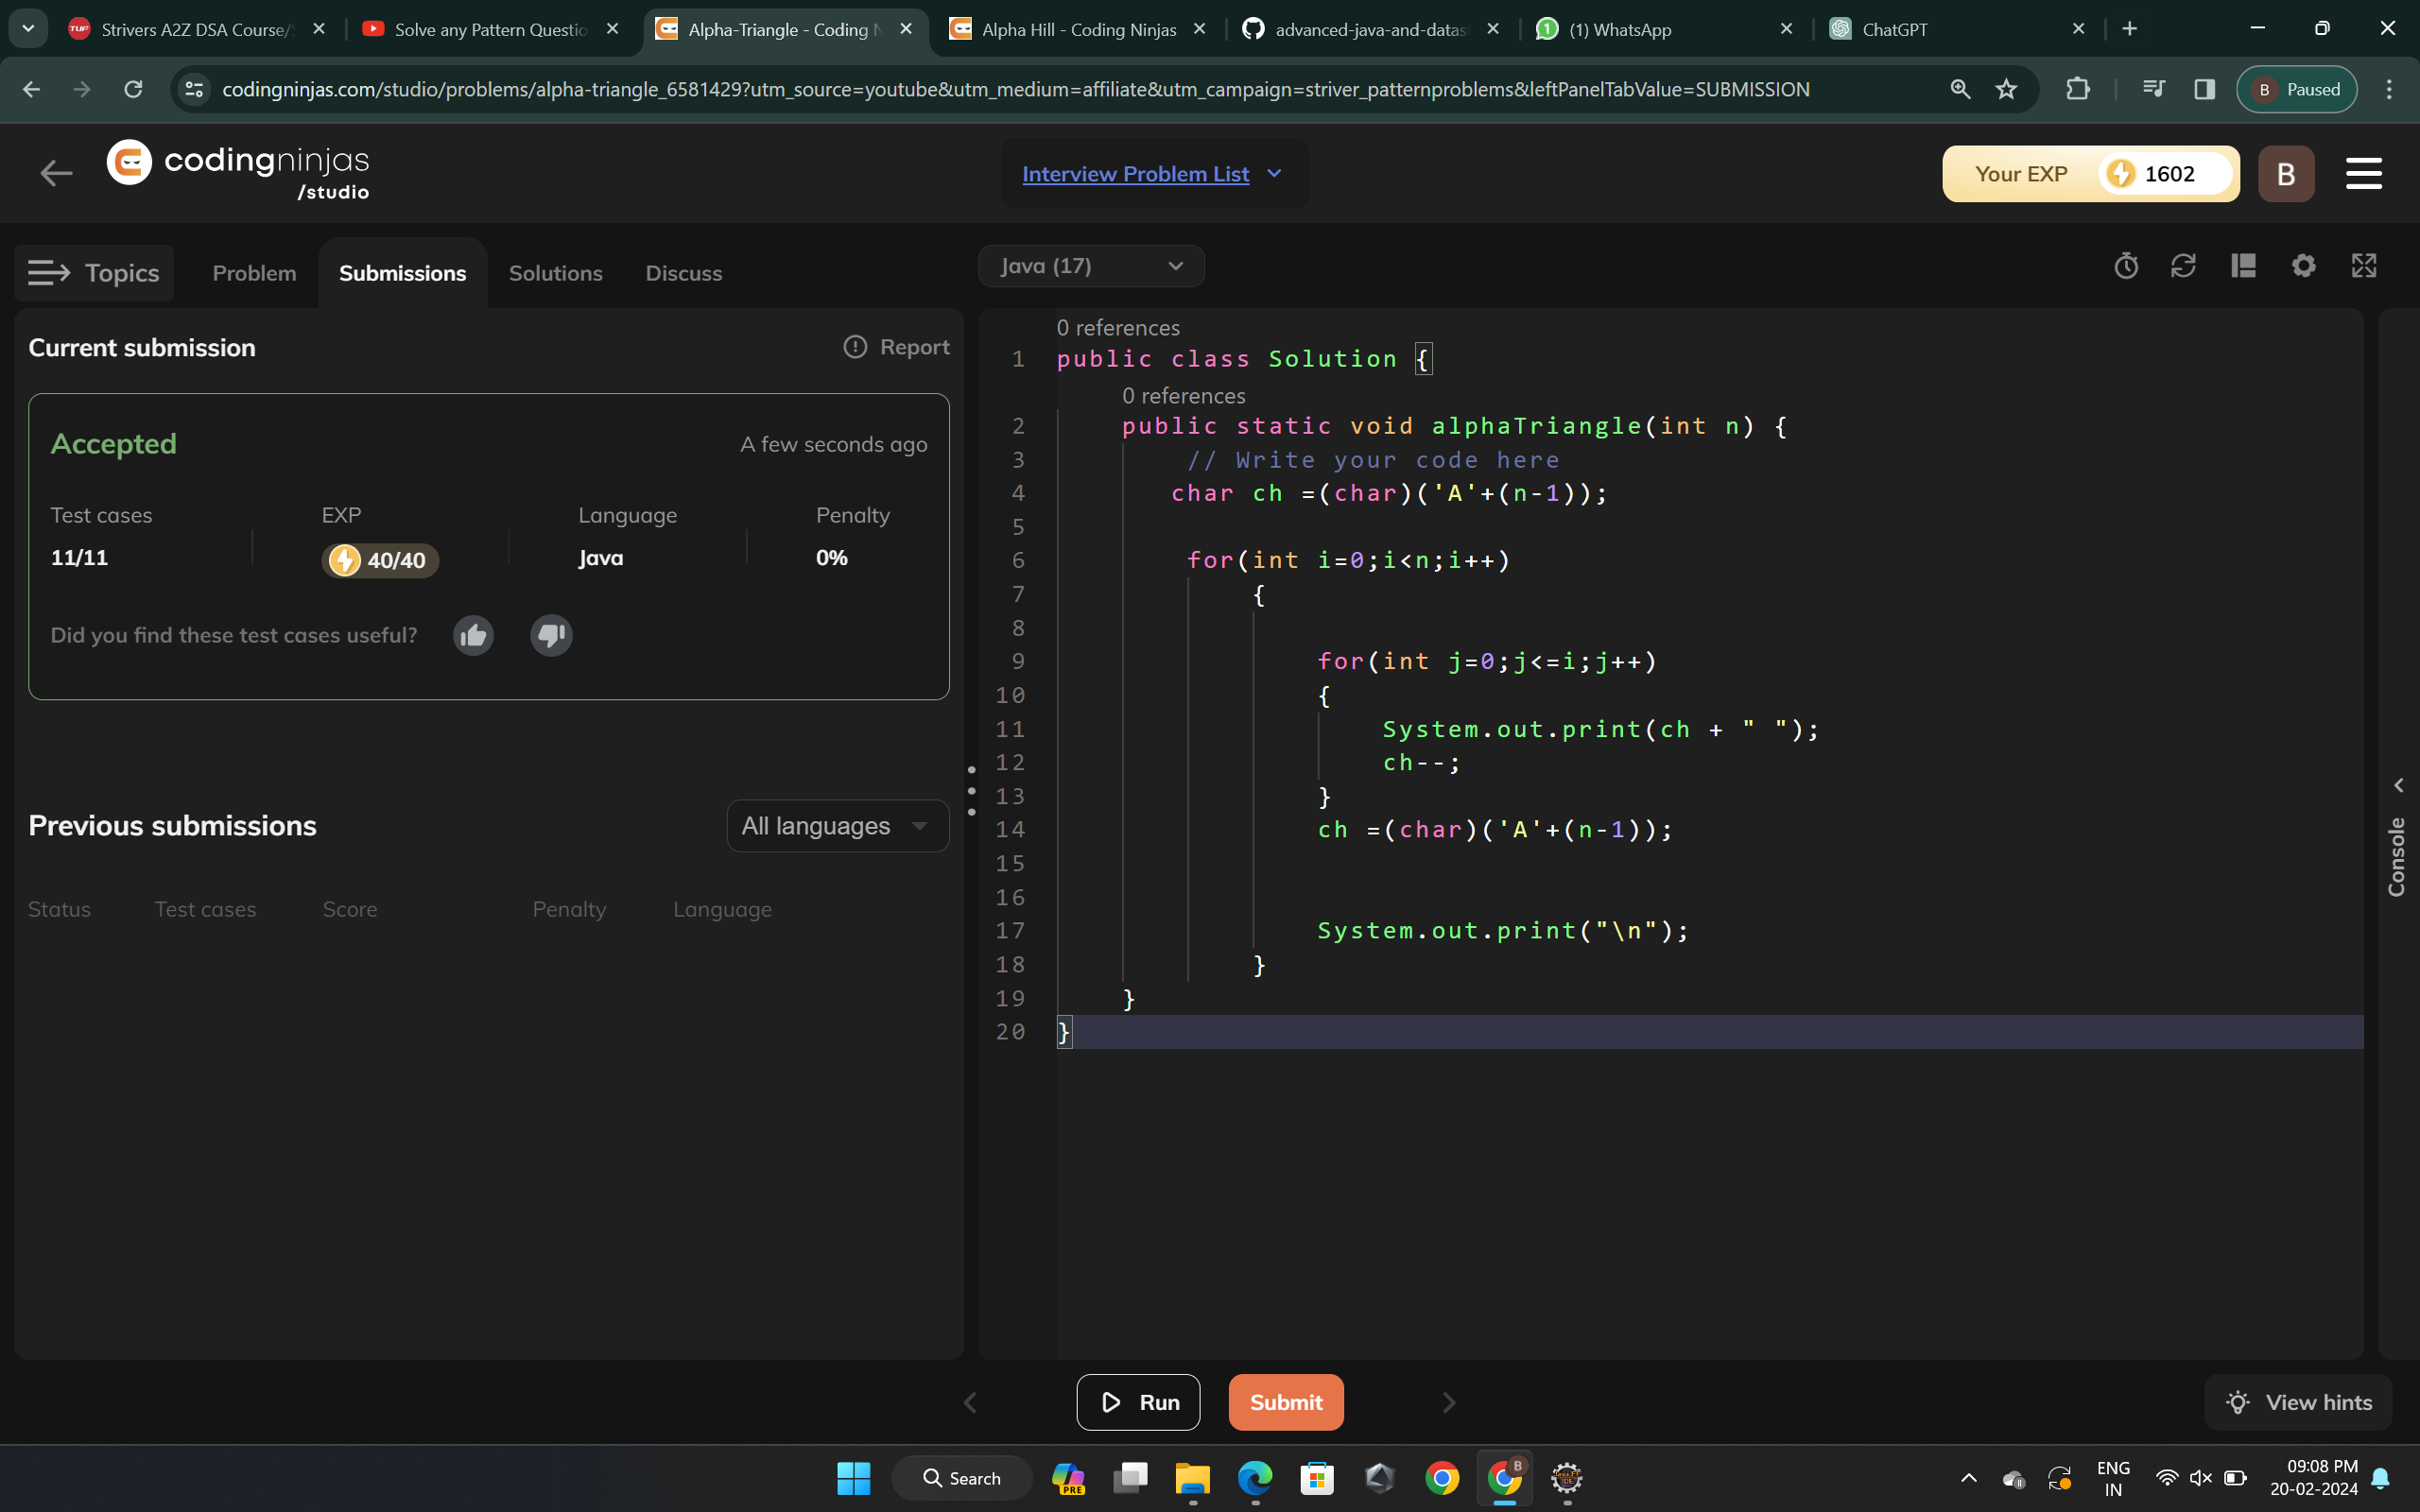 Strivers A2Z DSA Course/S
Solve any Pattern Questio
Alpha-Triangle - Coding N
Alpha Hill - Coding Ninjas
advanced-java-and-datas
(1) WhatsApp
ChatGPT
codingninjas.com/studio/problems/alpha-triangle_6581429?utm_source=youtube&utm_medium=affiliate&utm_campaign=striver_patternproblems&leftPanelTabValue=SUBMISSION
B Paused
codingninjas
/studio
Interview Problem List
Your EXP 1602
B
Topics
Problem
Submissions
Solutions
Discuss
Java (17)
Current submission
Report
Accepted
A few seconds ago
Test cases
EXP
Language
Penalty
11/11
40/40
Java
0%
Did you find these test cases useful?
Previous submissions
All languages
Status
Test cases
Score
Penalty
Language
0 references
1 public class Solution {
0 references
2 public static void alphaTriangle(int n) {
3 // Write your code here
4 char ch =(char)('A'+(n-1));
5
6 for(int i=0;i<n;i++)
7 {
8
9 for(int j=0;j<=i;j++)
10 {
11 System.out.print(ch + " ");
12 ch--;
13 }
14 ch =(char)('A'+(n-1));
15
16
17 System.out.print("\n");
18 }
19 }
20 }
Console
Run
Submit
View hints
Search
PRE
B
ENG
IN
09:08 PM
20-02-2024